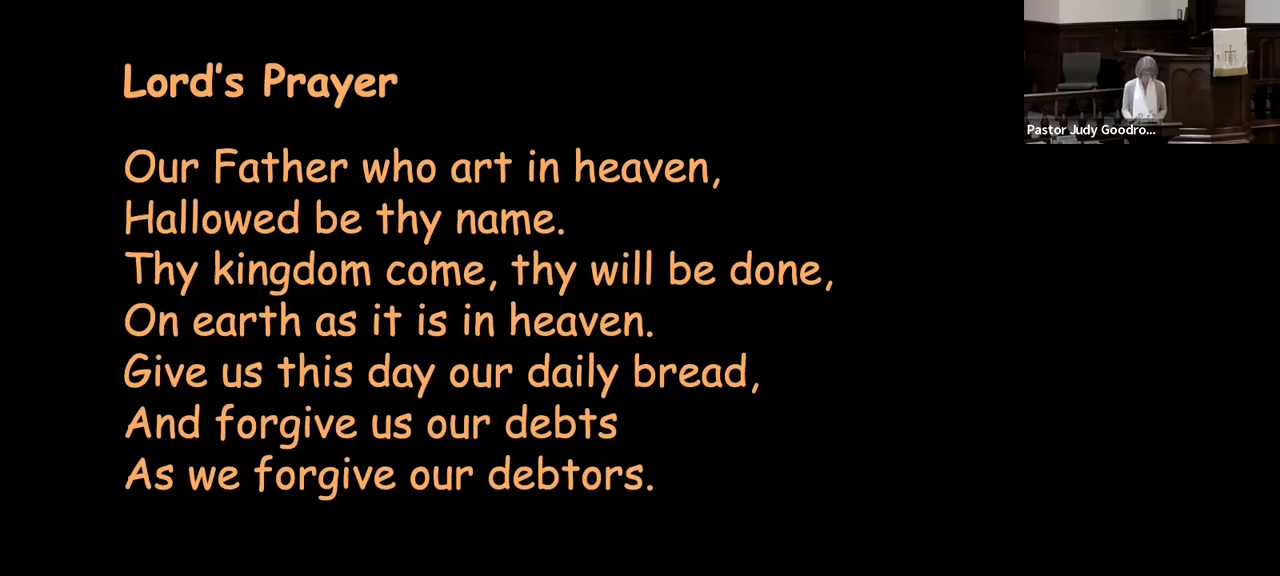 Lord's Prayer
Our Father who art in heaven,
Hallowed be thy name.
Thy kingdom come, thy will be done,
On earth as it is in heaven.
Give us this day our daily bread,
And forgive us our debts
As we forgive our debtors.
Pastor Judy Goodro...